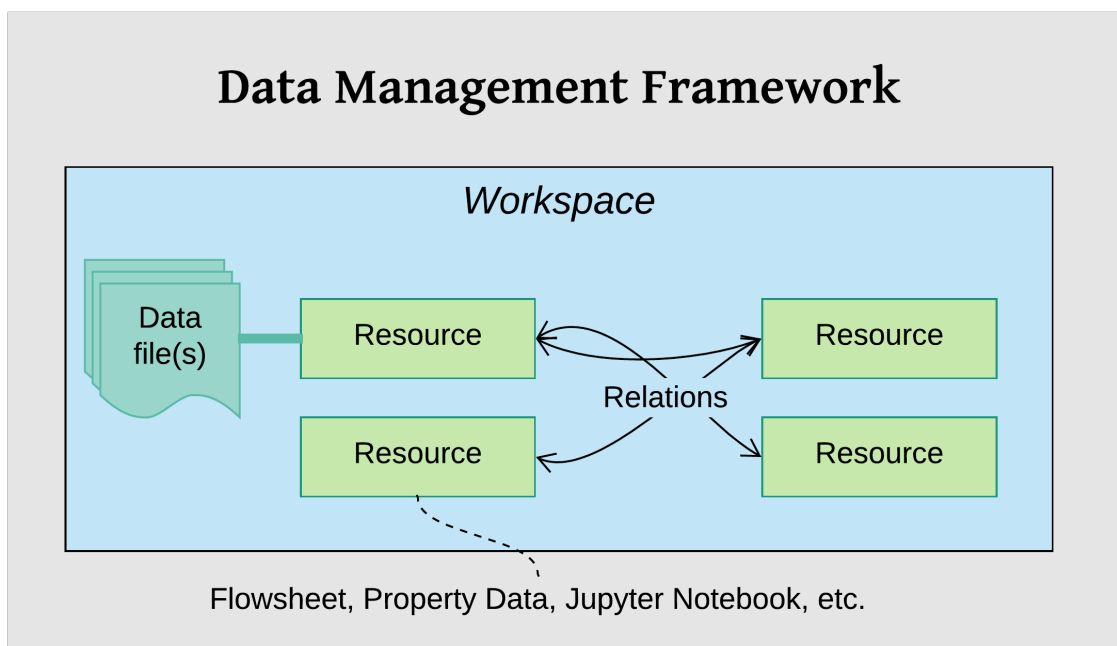 Data Management Framework
Workspace
Data
file(s)
Resource
Resource
Relations
Resource
Resource
Flowsheet, Property Data, Jupyter Notebook, etc.